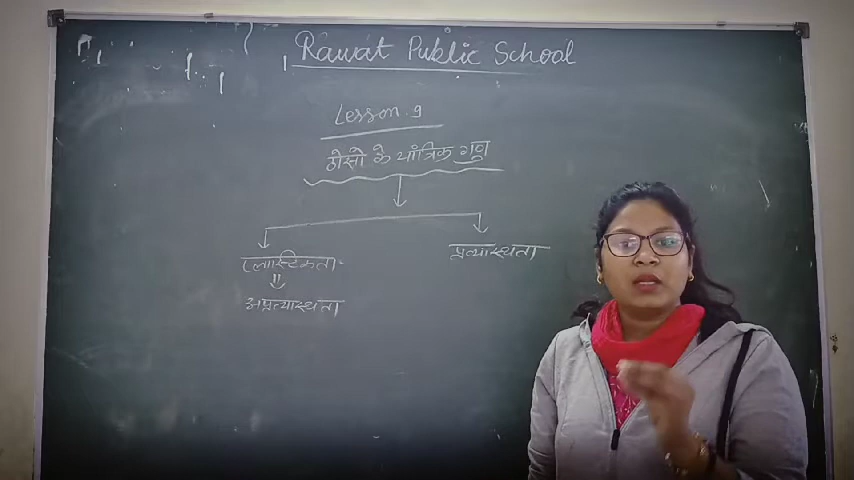 Rawat Public School
Lesson 9
ठोसो के यांत्रिक गुण
प्लास्टिकता
प्रत्यास्थता
अप्रत्यास्थता